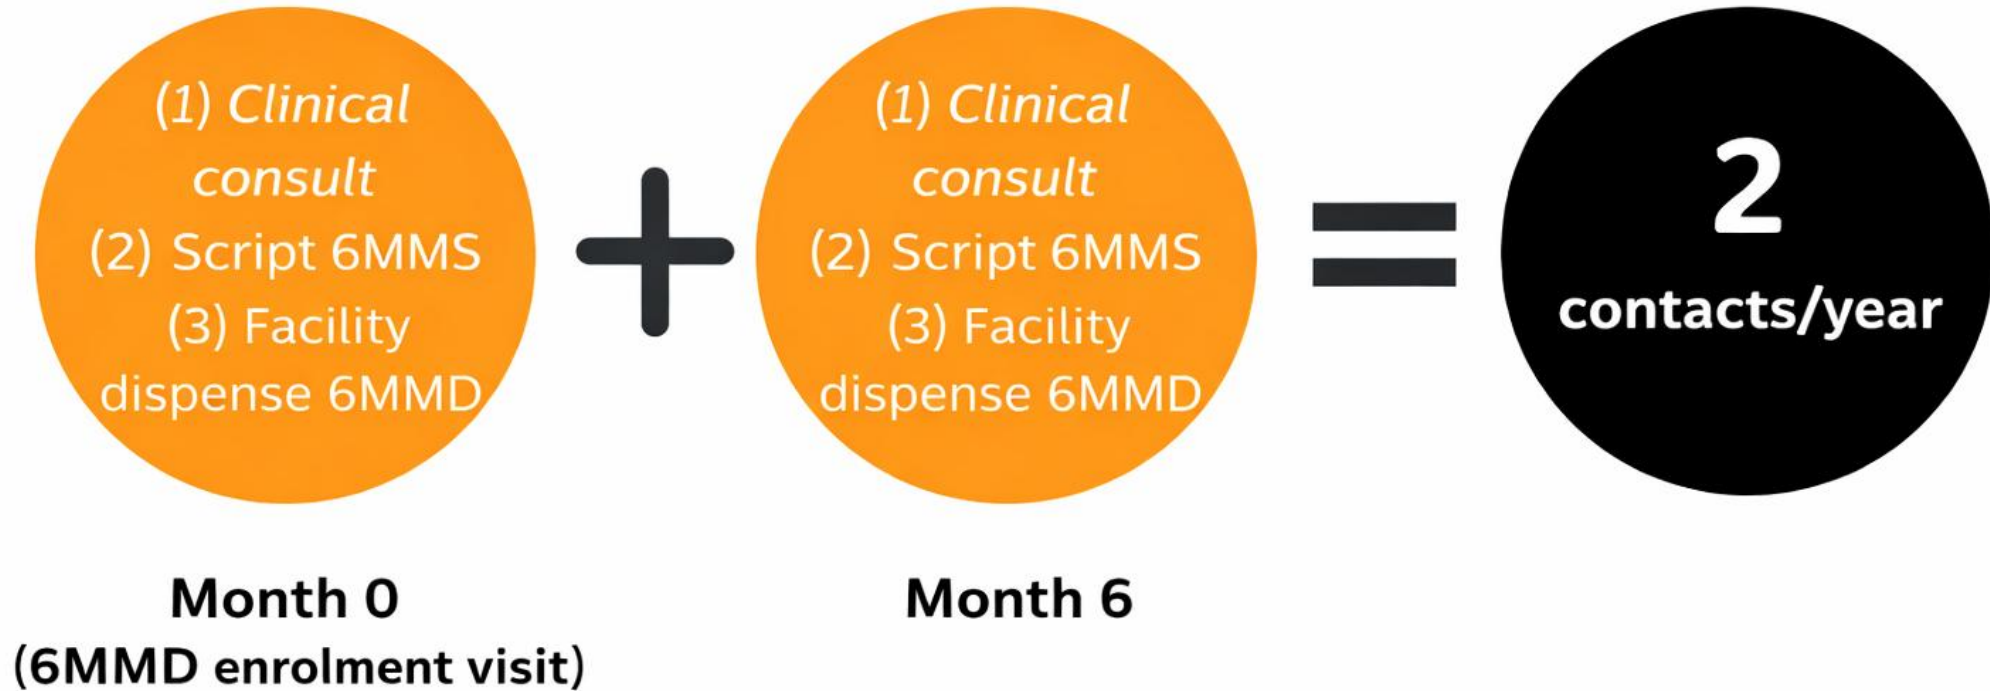 (1) Clinical
consult
(2) Script 6MMS
(3) Facility
dispense 6MMD
(1) Clinical
consult
(2) Script 6MMS
(3) Facility
dispense 6MMD
2
contacts/year
Month 0
(6MMD enrolment visit)
Month 6